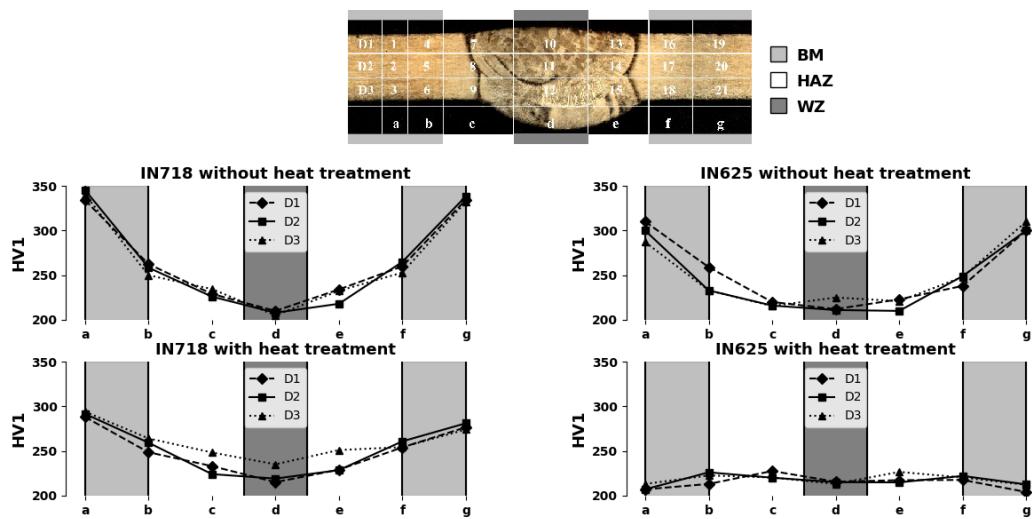 D1 1 4 7 10 13 16 19
D2 2 5 8 11 14 17 20
D3 3 6 9 12 15 18 21
a b c d e f g
BM
HAZ
WZ
IN718 without heat treatment
350
300
250
200
HV1
D1
D2
D3
a b c d e f g
IN625 without heat treatment
350
300
250
200
HV1
D1
D2
D3
a b c d e f g
IN718 with heat treatment
350
300
250
200
HV1
D1
D2
D3
a b c d e f g
IN625 with heat treatment
350
300
250
200
HV1
D1
D2
D3
a b c d e f g